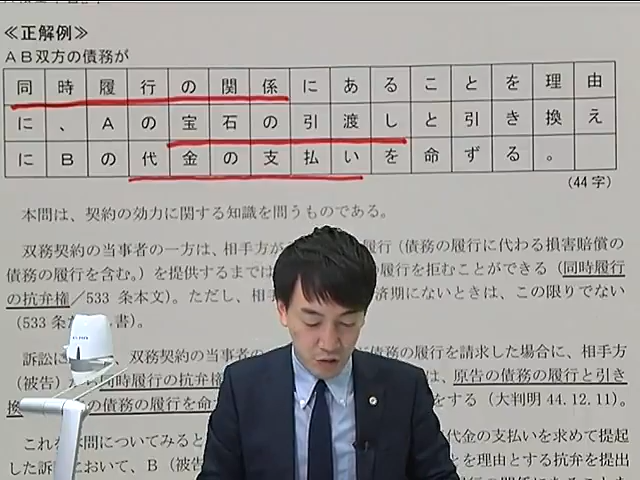 ≪正解例≫
ＡＢ双方の債務が
同時履行の関係にあることを理由
に、Ａの宝石の引渡しと引き換え
にＢの代金の支払いを命ずる。
(44字)
本問は、契約の効力に関する知識を問うものである。
双務契約の当事者の一方は、相手方が 履行（債務の履行に代わる損害賠償の
債務の履行を含む。）を提供するまでは の履行を拒むことができる（同時履行
の抗弁権／533 条本文）。ただし、相手 済期にないときは、この限りでない
（533 条 書）。
訴訟に 、双務契約の当事者の 債務の履行を請求した場合に、相手方
（被告） 同時履行の抗弁権 は、原告の債務の履行と引き
換 の債務の履行を命 をする（大判明 44.12.11）。
これを本問についてみると 代金の支払いを求めて提起
した訴 において、Ｂ（被告 とを理由とする抗弁を提出